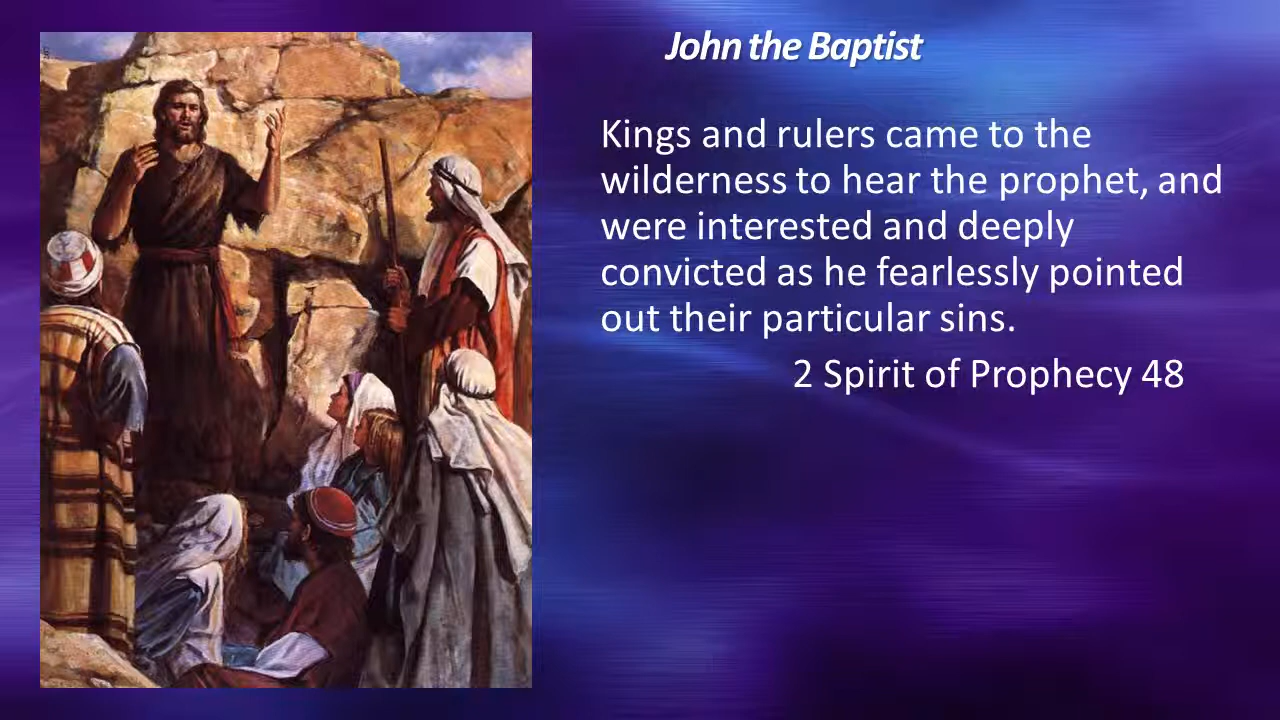 John the Baptist
Kings and rulers came to the
wilderness to hear the prophet, and
were interested and deeply
convicted as he fearlessly pointed
out their particular sins.
2 Spirit of Prophecy 48